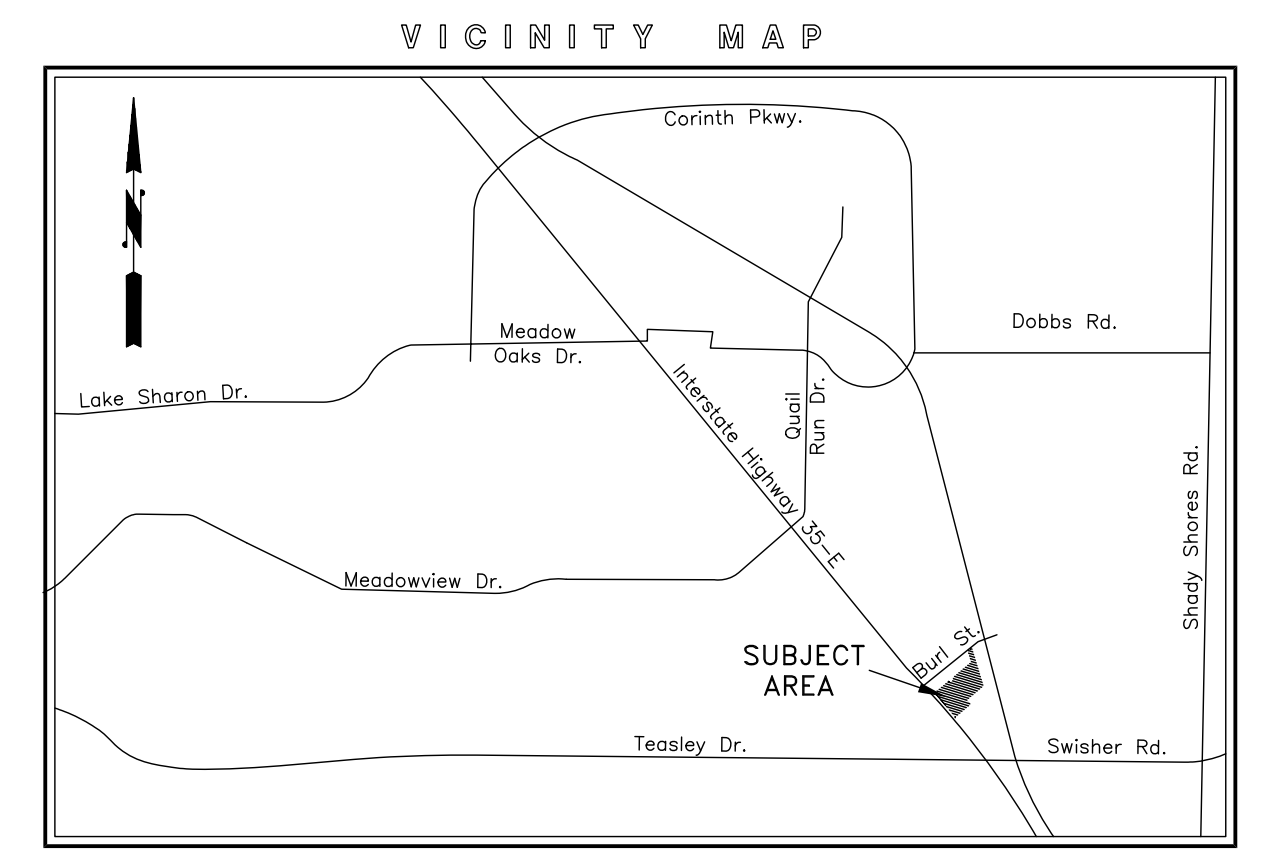 VICINITY MAP
Corinth Pkwy.
Dobbs Rd.
Meadow
Oaks Dr.
Lake Sharon Dr.
Interstate Highway 35-E
Quail
Run Dr.
Shady Shores Rd.
Meadowview Dr.
Burl St.
SUBJECT
AREA
Teasley Dr.
Swisher Rd.
N